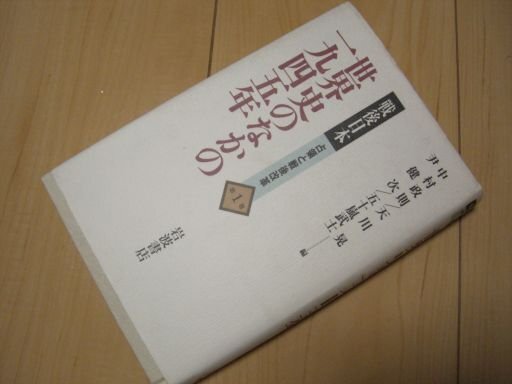 世界史のなかの
一九四五年
戦後日本
占領と戦後改革
第1巻
中村政則／天川 晃
尹 健次／五十嵐武士――編
岩波書店